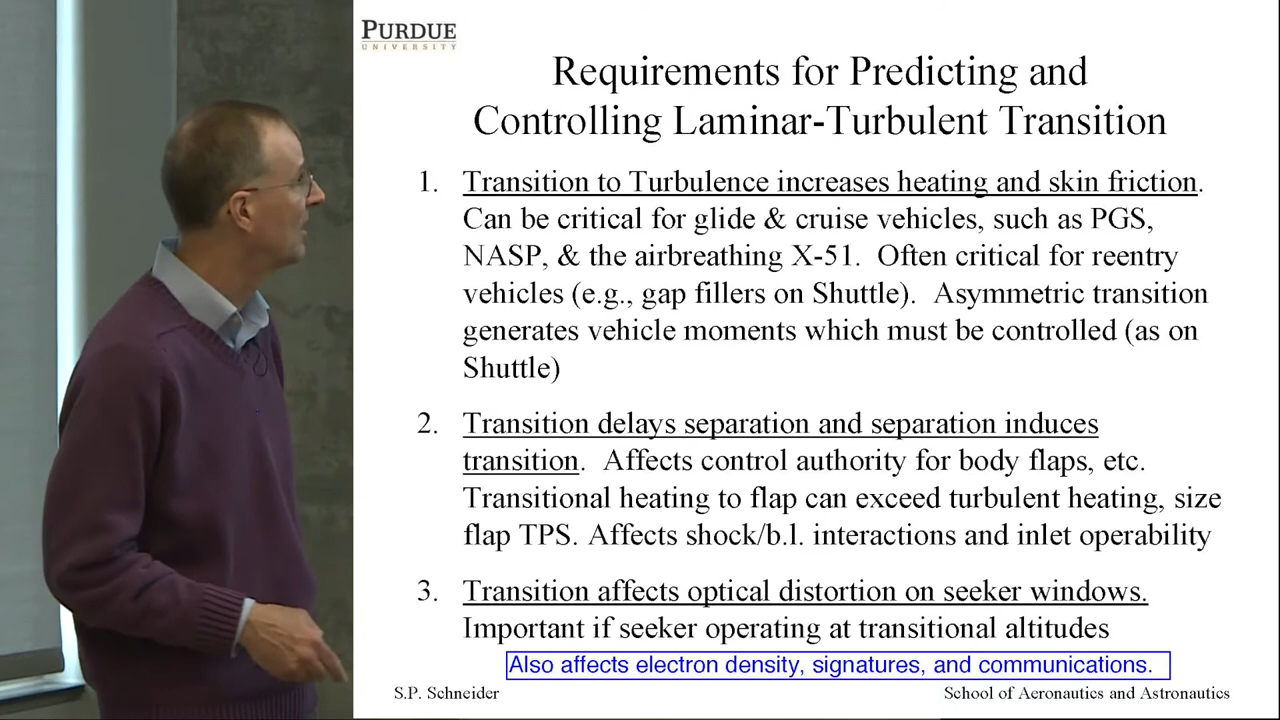 PURDUE
UNIVERSITY
Requirements for Predicting and
Controlling Laminar-Turbulent Transition
1. Transition to Turbulence increases heating and skin friction.
Can be critical for glide & cruise vehicles, such as PGS,
NASP, & the airbreathing X-51. Often critical for reentry
vehicles (e.g., gap fillers on Shuttle). Asymmetric transition
generates vehicle moments which must be controlled (as on
Shuttle)
2. Transition delays separation and separation induces
transition. Affects control authority for body flaps, etc.
Transitional heating to flap can exceed turbulent heating, size
flap TPS. Affects shock/b.l. interactions and inlet operability
3. Transition affects optical distortion on seeker windows.
Important if seeker operating at transitional altitudes
Also affects electron density, signatures, and communications.
S.P. Schneider
School of Aeronautics and Astronautics